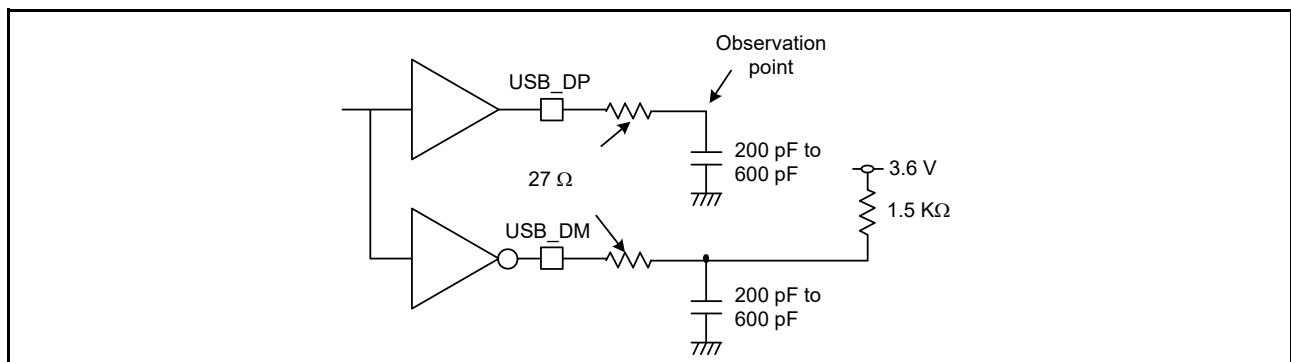 Observation
point
USB_DP
200 pF to
600 pF
27 Ω
3.6 V
1.5 KΩ
USB_DM
200 pF to
600 pF